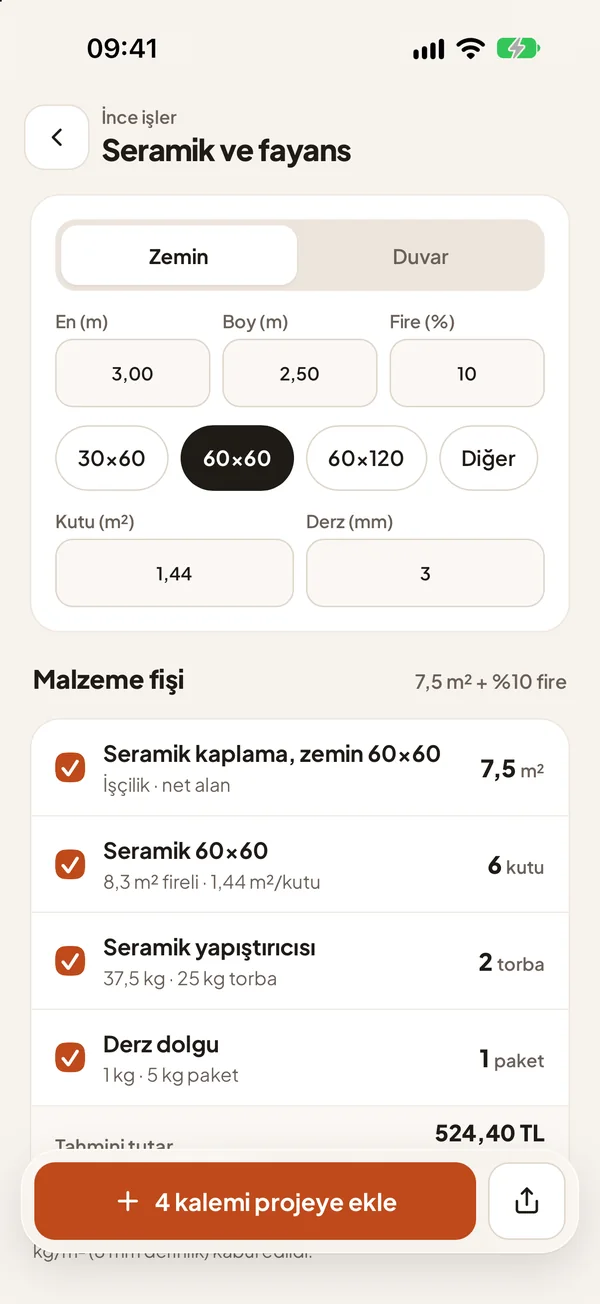 09:41
İnce işler
Seramik ve fayans
Zemin Duvar
En (m) Boy (m) Fire (%)
3,00 2,50 10
30×60 60×60 60×120 Diğer
Kutu (m²) Derz (mm)
1,44 3
Malzeme fişi 7,5 m² + %10 fire
Seramik kaplama, zemin 60×60 7,5 m²
İşçilik · net alan
Seramik 60×60 6 kutu
8,3 m² fireli · 1,44 m²/kutu
Seramik yapıştırıcısı 2 torba
37,5 kg · 25 kg torba
Derz dolgu 1 paket
1 kg · 5 kg paket
524,40 TL
Tahmini tutar
4 kalemi projeye ekle
kabul edildi.